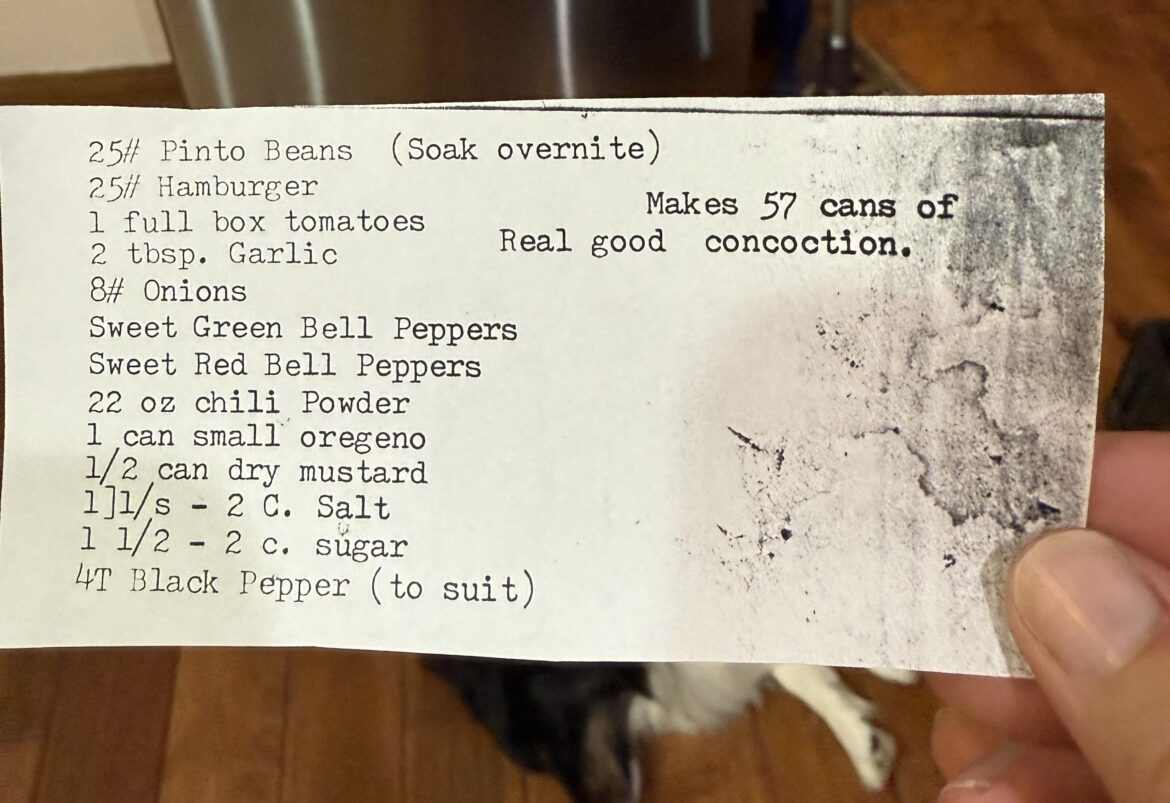 25# Pinto Beans (Soak overnite)
25# Hamburger
Makes 57 cans of
1 full box tomatoes
Real good concoction.
2 tbsp. Garlic
8# Onions
Sweet Green Bell Peppers
Sweet Red Bell Peppers
22 oz chili Powder
1 can small oregeno
1/2 can dry mustard
1]1/s - 2 C. Salt
1 1/2 - 2 c. sugar
4T Black Pepper (to suit)